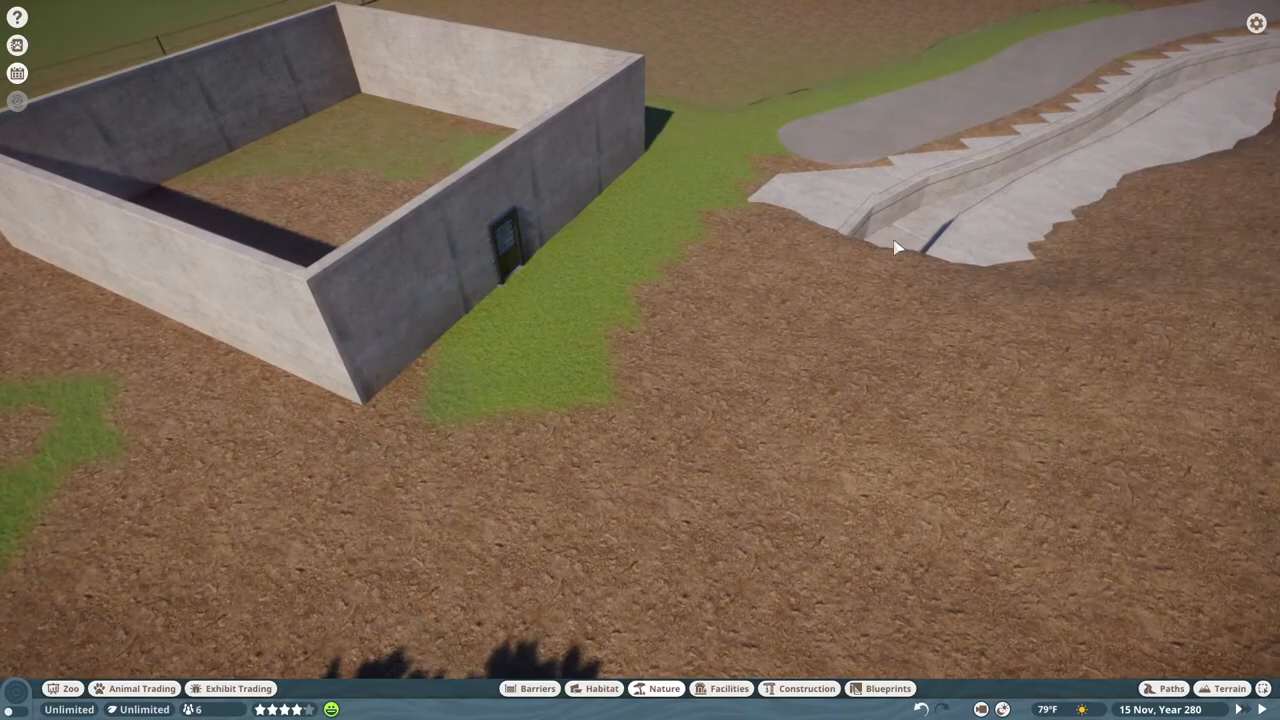 ?
Zoo Animal Trading Exhibit Trading Barriers Habitat Nature Facilities Construction Blueprints Paths Terrain
Unlimited Unlimited 6 79°F 15 Nov, Year 280